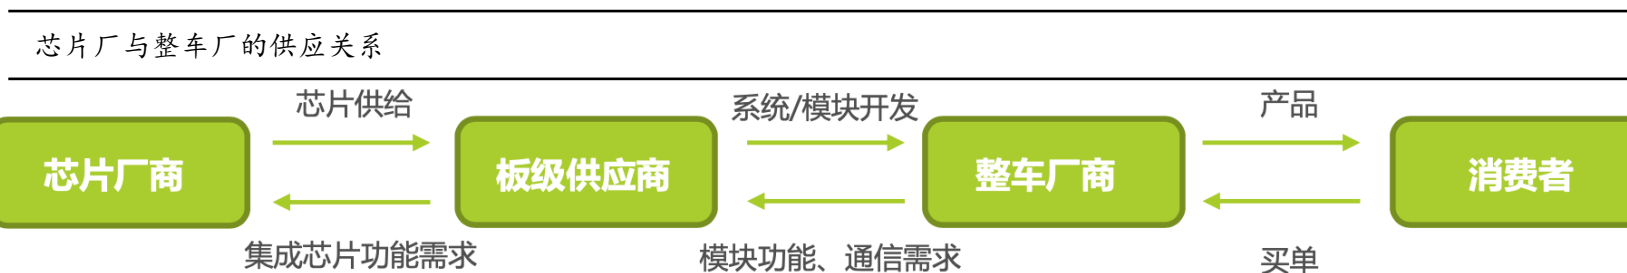 芯片厂与整车厂的供应关系
芯片供给
系统/模块开发
产品
芯片厂商
板级供应商
整车厂商
消费者
集成芯片功能需求
模块功能、通信需求
买单